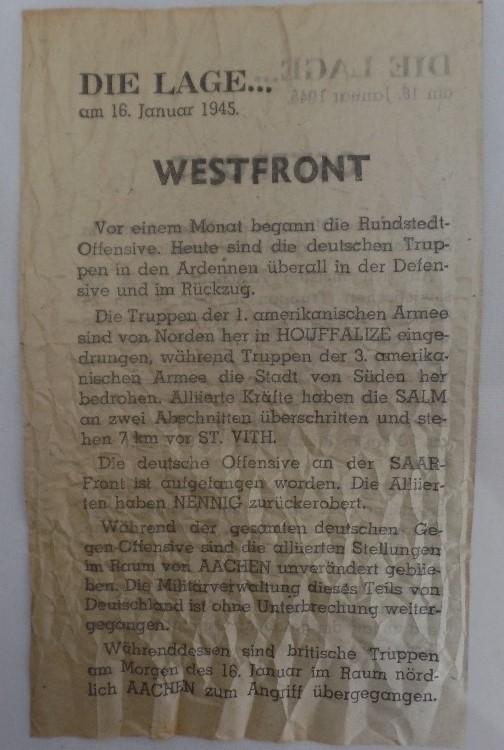 DIE LAGE...
am 16. Januar 1945.
WESTFRONT
Vor einem Monat begann die Rundstedt-
Offensive. Heute sind die deutschen Trup-
pen in den Ardennen überall in der Defen-
sive und im Rückzug.
Die Truppen der 1. amerikanischen Armee
sind von Norden her in HOUFFALIZE einge-
drungen, während Truppen der 3. amerika-
nischen Armee die Stadt von Süden her
bedrohen. Alliierte Kräfte haben die SALM
an zwei Abschnitten überschritten und ste-
hen 7 km vor ST. VITH.
Die deutsche Offensive an der SAAR-
Front ist aufgefangen worden. Die Alliier-
ten haben NENNIG zurückerobert.
Während der gesamten deutschen Ge-
gen-Offensive sind die alliierten Stellungen
im Raum von AACHEN unverändert geblie-
ben. Die Militärverwaltung dieses Teils von
Deutschland ist ohne Unterbrechung weiter-
gegangen.
Währenddessen sind britische Truppen
am Morgen des 16. Januar im Raum nörd-
lich AACHEN zum Angriff übergegangen.